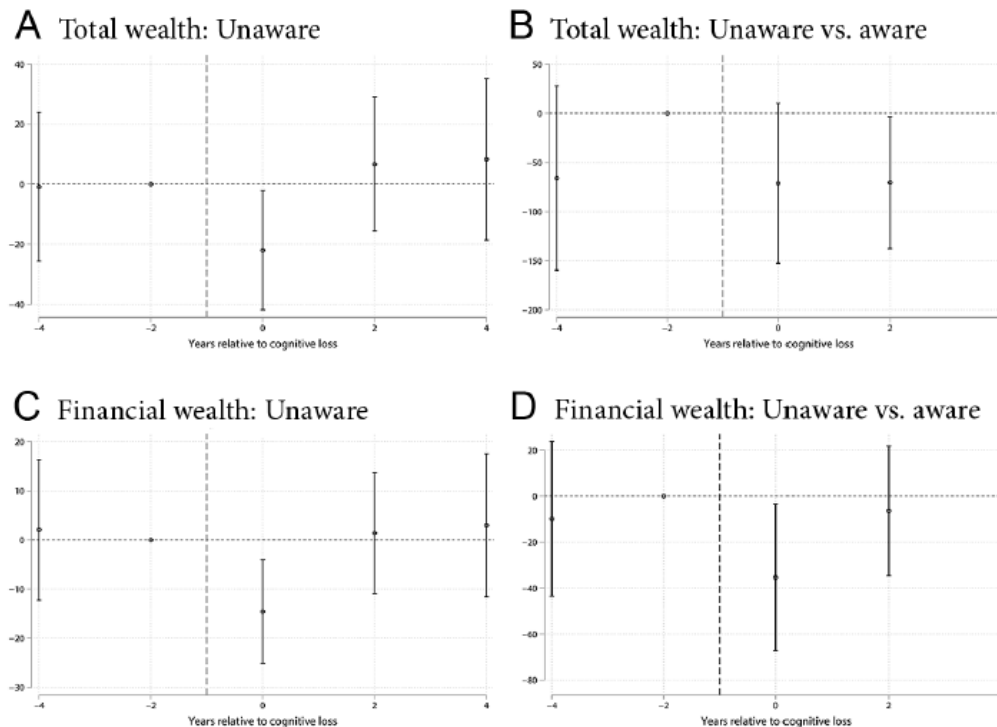 A Total wealth: Unaware
40
20
0
−20
−40
−4 −2 0 2 4
Years relative to cognitive loss
B Total wealth: Unaware vs. aware
50
0
−50
−100
−150
−200
−4 −2 0 2
Years relative to cognitive loss
C Financial wealth: Unaware
20
10
0
−10
−20
−30
−4 −2 0 2 4
Years relative to cognitive loss
D Financial wealth: Unaware vs. aware
20
0
−20
−40
−60
−80
−4 −2 0 2
Years relative to cognitive loss